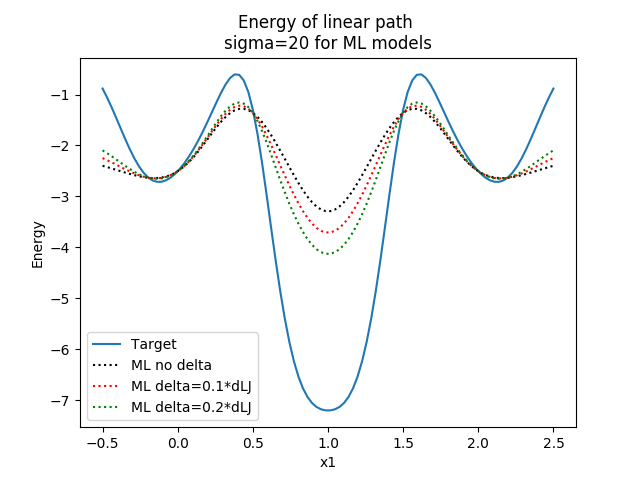 Energy of linear path
sigma=20 for ML models
Energy
−1
−2
−3
−4
−5
−6
−7
Target
ML no delta
ML delta=0.1*dLJ
ML delta=0.2*dLJ
−0.5 0.0 0.5 1.0 1.5 2.0 2.5
x1